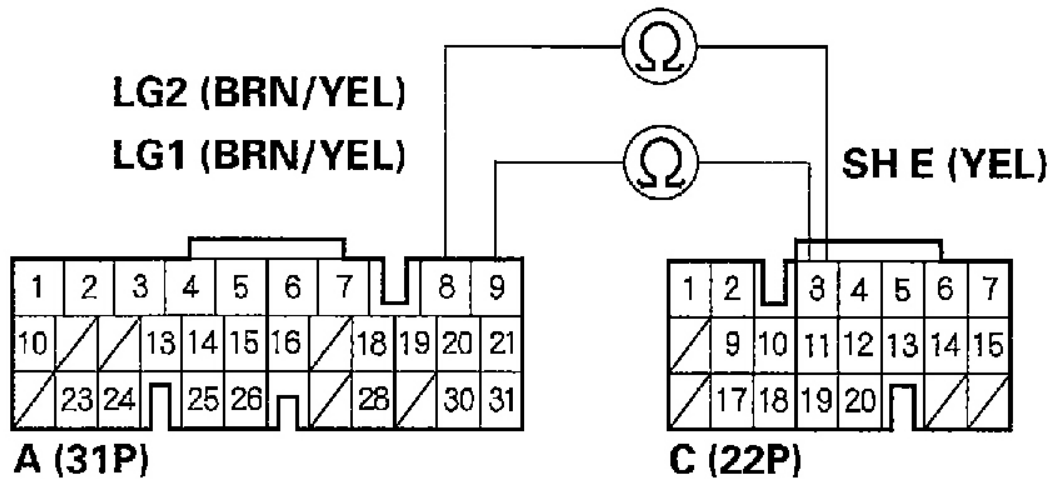 Ω
LG2 (BRN/YEL)
LG1 (BRN/YEL)
Ω
SH E (YEL)
1 2 3 4 5 6 7 8 9
10 13 14 15 16 18 19 20 21
23 24 25 26 28 30 31
A (31P)
1 2 3 4 5 6 7
9 10 11 12 13 14 15
17 18 19 20
C (22P)